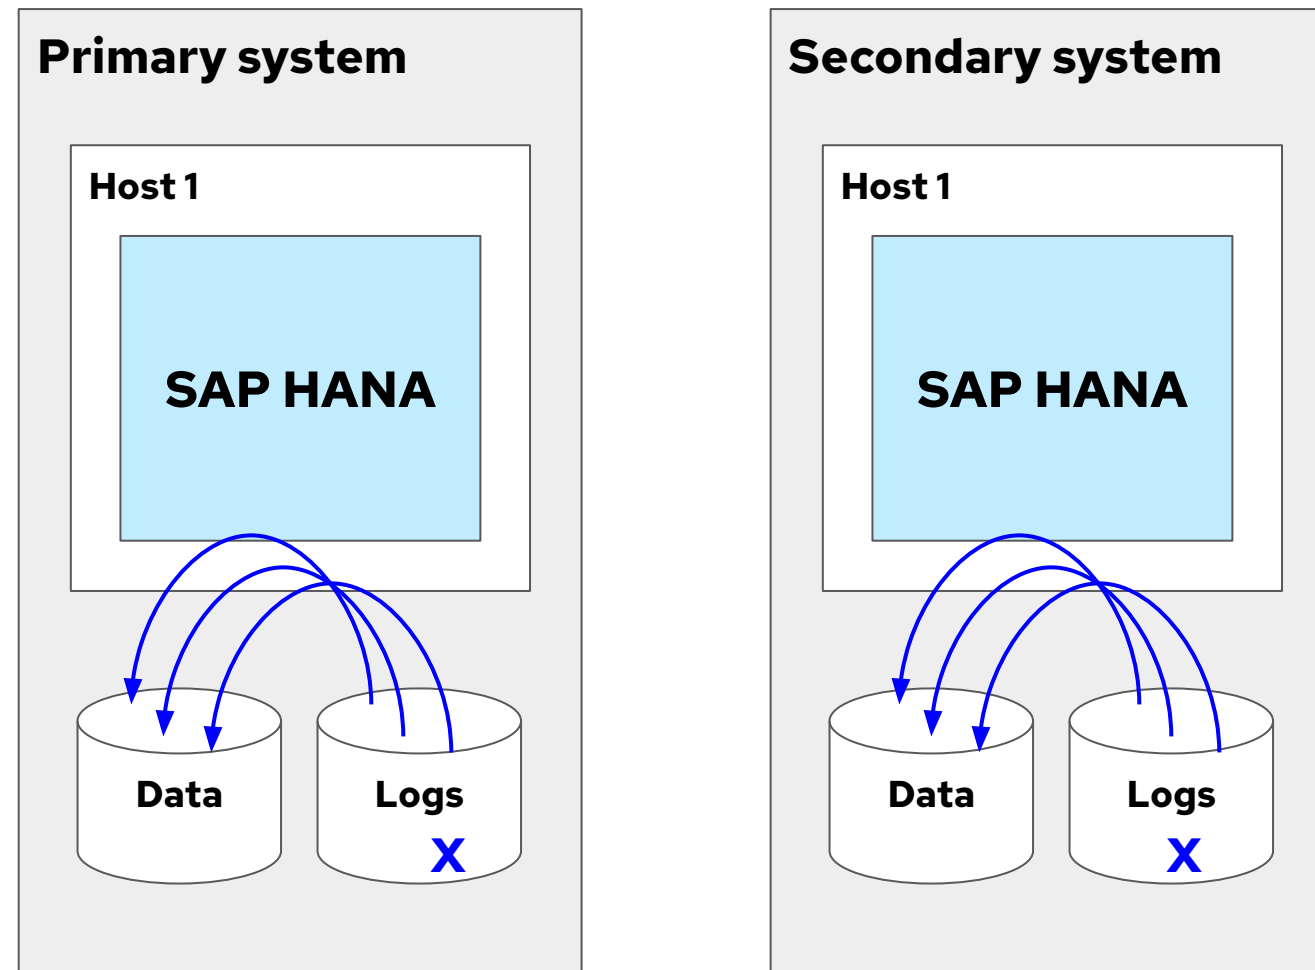 Primary system
Host 1
SAP HANA
Data
Logs
X
Secondary system
Host 1
SAP HANA
Data
Logs
X